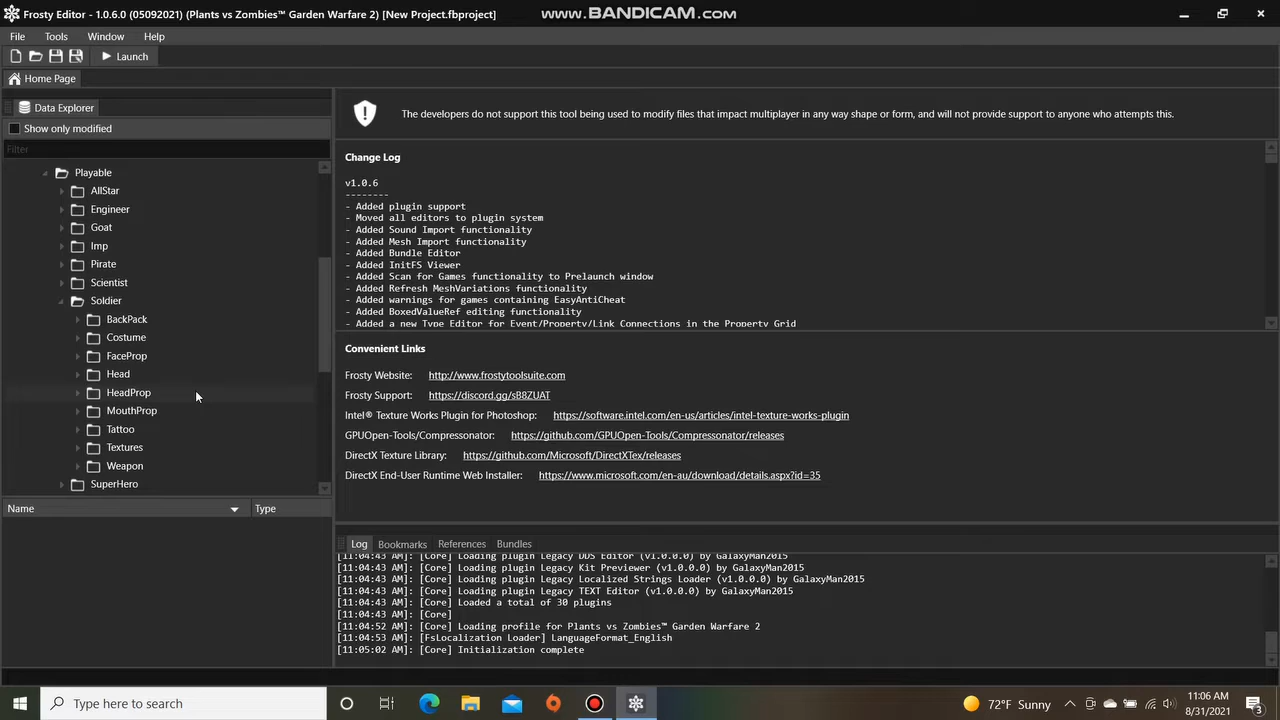 Frosty Editor - 1.0.6.0 (05092021) (Plants vs Zombies™ Garden Warfare 2) [New Project.fbproject]
www.BANDICAM.com
File Tools Window Help
Launch
Home Page
Data Explorer
Show only modified
Filter
Playable
AllStar
Engineer
Goat
Imp
Pirate
Scientist
Soldier
BackPack
Costume
FaceProp
Head
HeadProp
MouthProp
Tattoo
Textures
Weapon
SuperHero
Name Type
The developers do not support this tool being used to modify files that impact multiplayer in any way shape or form, and will not provide support to anyone who attempts this.
Change Log
v1.0.6
--------
- Added plugin support
- Moved all editors to plugin system
- Added Sound Import functionality
- Added Mesh Import functionality
- Added Bundle Editor
- Added InitFS Viewer
- Added Scan for Games functionality to Prelaunch window
- Added Refresh MeshVariations functionality
- Added warnings for games containing EasyAntiCheat
- Added BoxedValueRef editing functionality
- Added a new Type Editor for Event/Property/Link Connections in the Property Grid
Convenient Links
Frosty Website: http://www.frostytoolsuite.com
Frosty Support: https://discord.gg/sB8ZUAT
Intel® Texture Works Plugin for Photoshop: https://software.intel.com/en-us/articles/intel-texture-works-plugin
GPUOpen-Tools/Compressonator: https://github.com/GPUOpen-Tools/Compressonator/releases
DirectX Texture Library: https://github.com/Microsoft/DirectXTex/releases
DirectX End-User Runtime Web Installer: https://www.microsoft.com/en-au/download/details.aspx?id=35
Log Bookmarks References Bundles
[11:04:43 AM]: [Core] Loading plugin Legacy DDS Editor (v1.0.0.0) by GalaxyMan2015
[11:04:43 AM]: [Core] Loading plugin Legacy Kit Previewer (v1.0.0.0) by GalaxyMan2015
[11:04:43 AM]: [Core] Loading plugin Legacy Localized Strings Loader (v1.0.0.0) by GalaxyMan2015
[11:04:43 AM]: [Core] Loading plugin Legacy TEXT Editor (v1.0.0.0) by GalaxyMan2015
[11:04:43 AM]: [Core] Loaded a total of 30 plugins
[11:04:43 AM]: [Core]
[11:04:52 AM]: [Core] Loading profile for Plants vs Zombies™ Garden Warfare 2
[11:04:53 AM]: [FsLocalization Loader] LanguageFormat_English
[11:05:02 AM]: [Core] Initialization complete
Type here to search
72°F Sunny
11:06 AM
8/31/2021
3